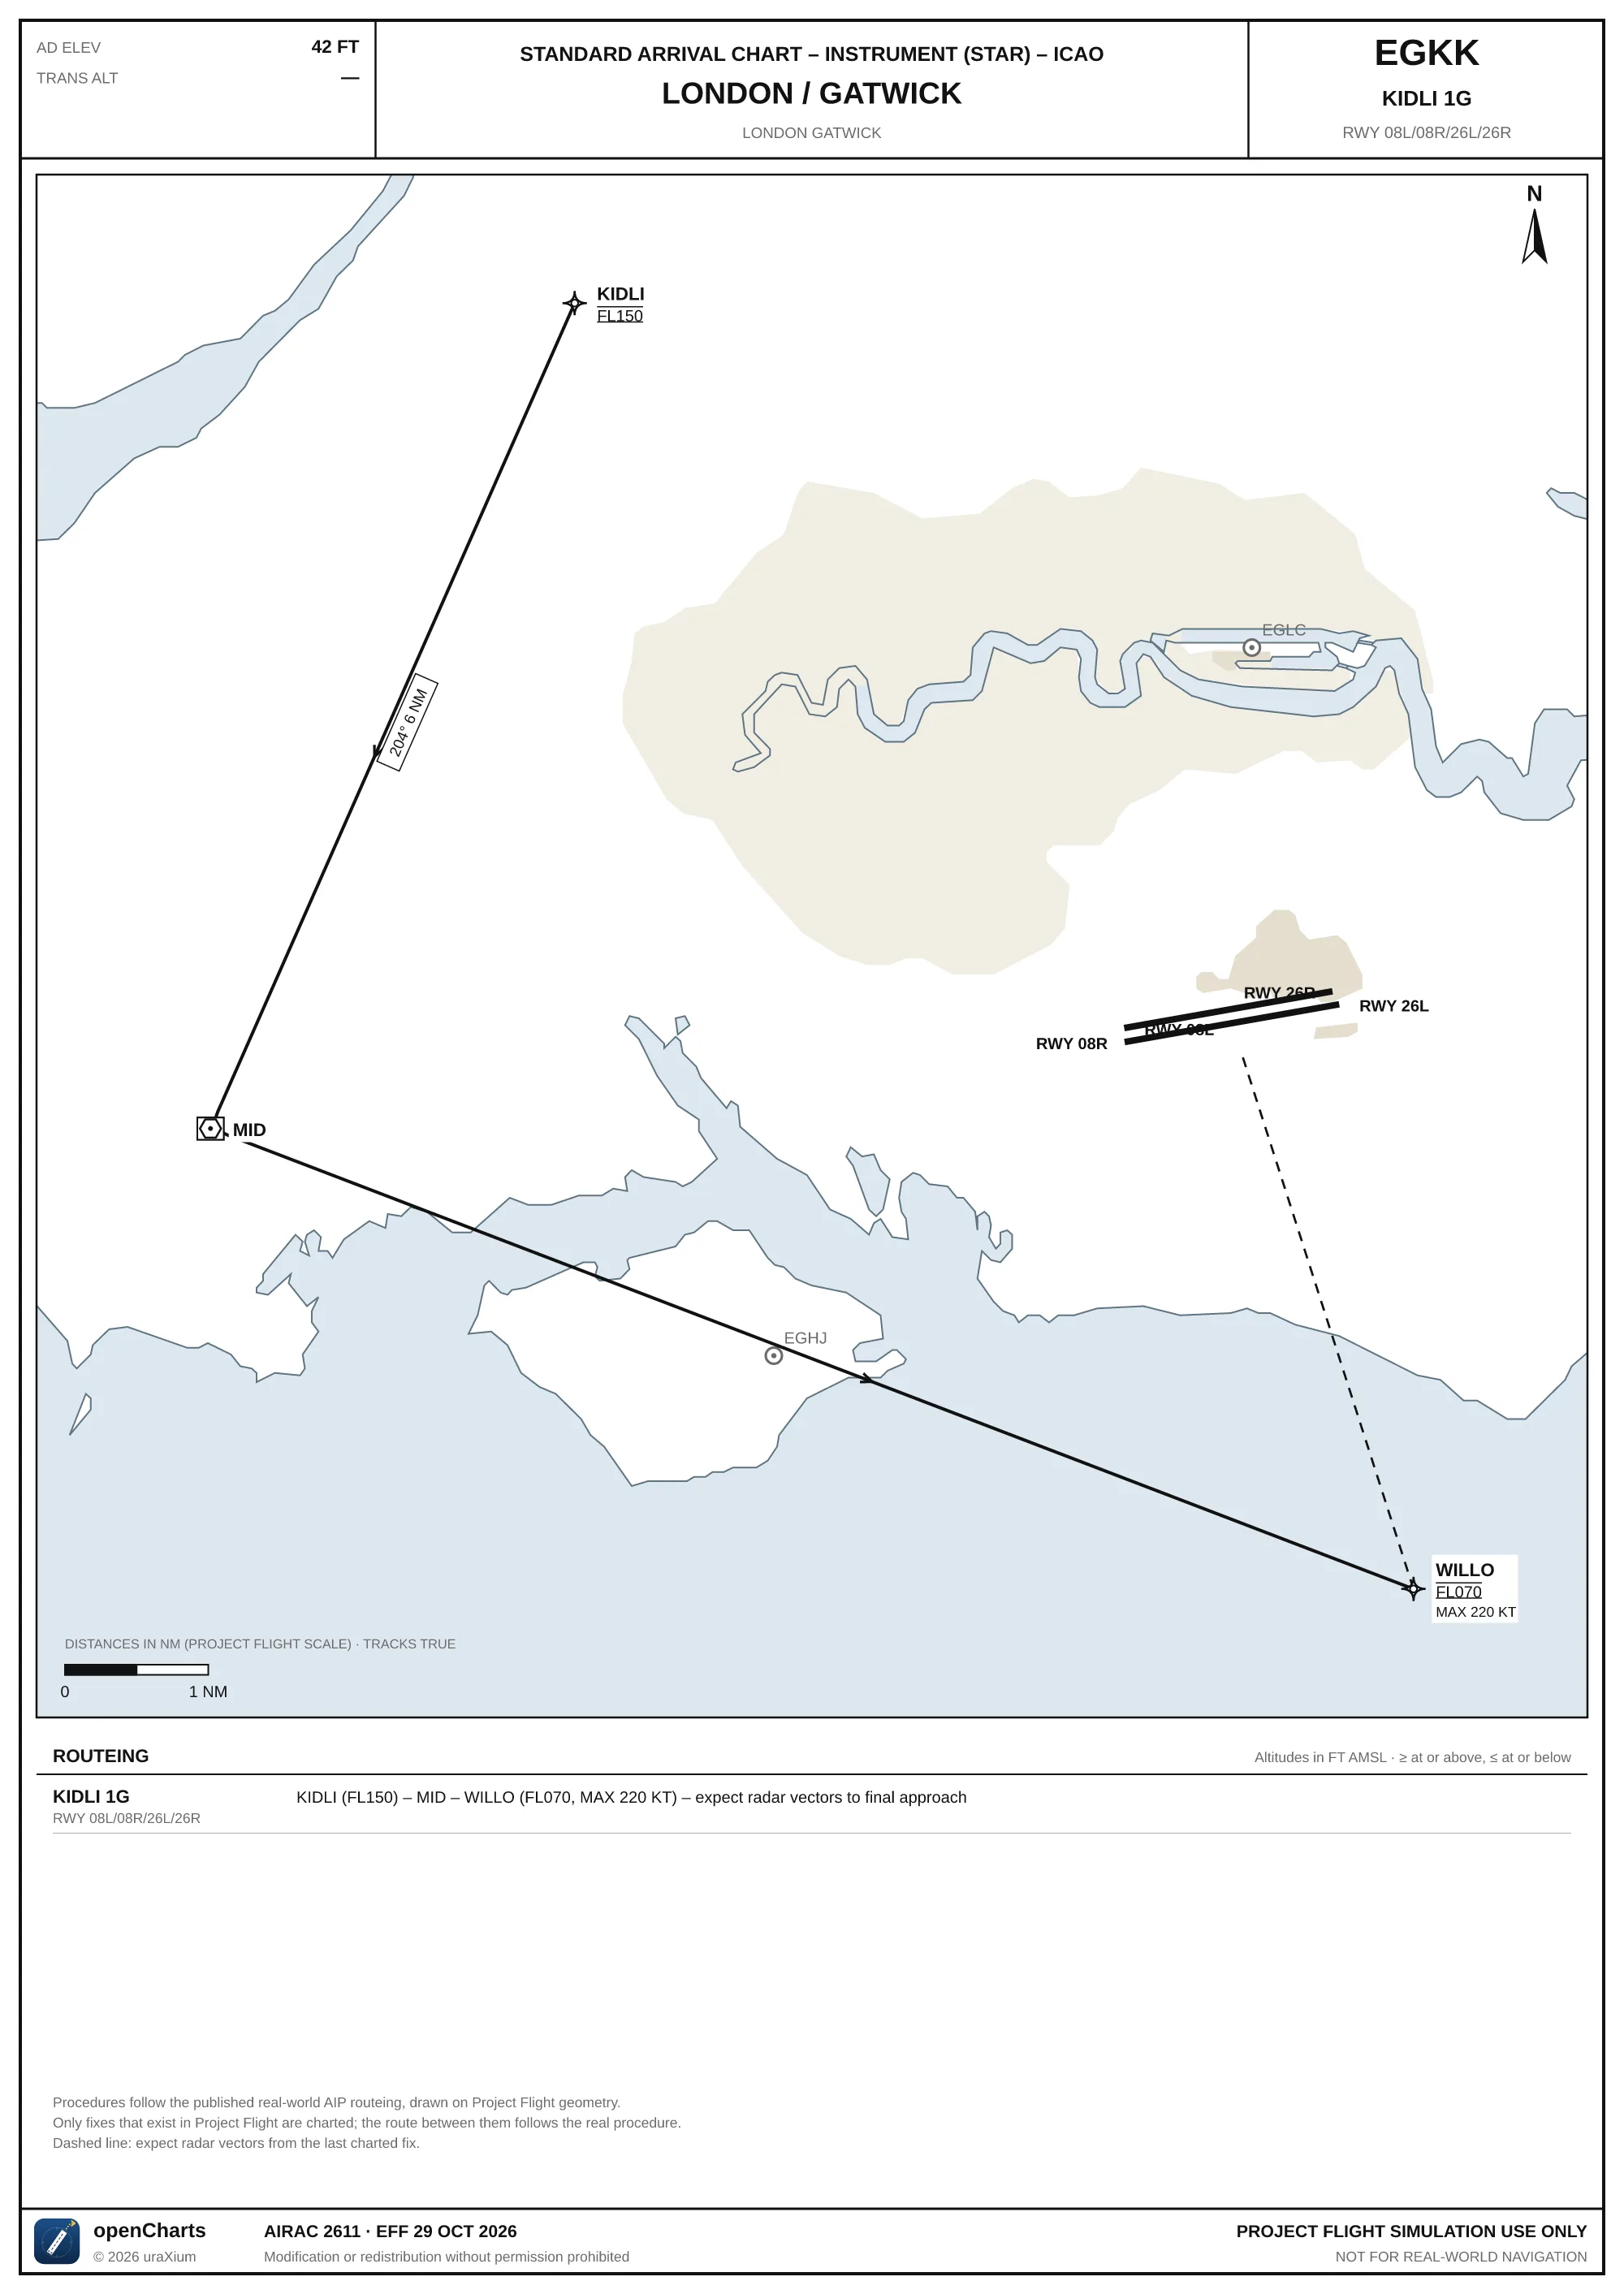 AD ELEV 42 FT
TRANS ALT —
STANDARD ARRIVAL CHART – INSTRUMENT (STAR) – ICAO
LONDON / GATWICK
LONDON GATWICK
EGKK
KIDLI 1G
RWY 08L/08R/26L/26R
N
KIDLI
FL150
EGLC
204° 6 NM
RWY 26R
RWY 26L
RWY 08L
RWY 08R
MID
EGHJ
WILLO
FL070
MAX 220 KT
DISTANCES IN NM (PROJECT FLIGHT SCALE) · TRACKS TRUE
0 1 NM
ROUTEING
Altitudes in FT AMSL · ≥ at or above, ≤ at or below
KIDLI 1G
KIDLI (FL150) – MID – WILLO (FL070, MAX 220 KT) – expect radar vectors to final approach
RWY 08L/08R/26L/26R
Procedures follow the published real-world AIP routeing, drawn on Project Flight geometry.
Only fixes that exist in Project Flight are charted; the route between them follows the real procedure.
Dashed line: expect radar vectors from the last charted fix.
openCharts
© 2026 uraXium
AIRAC 2611 · EFF 29 OCT 2026
Modification or redistribution without permission prohibited
PROJECT FLIGHT SIMULATION USE ONLY
NOT FOR REAL-WORLD NAVIGATION